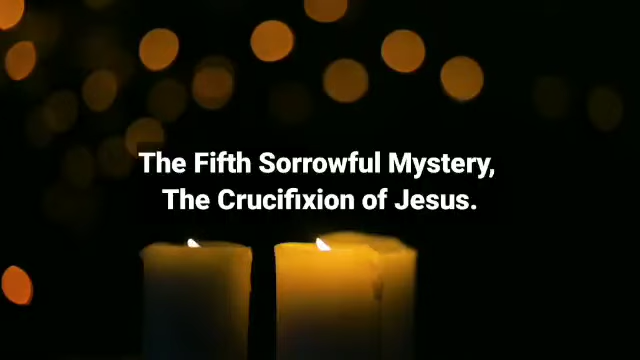 The Fifth Sorrowful Mystery,
The Crucifixion of Jesus.